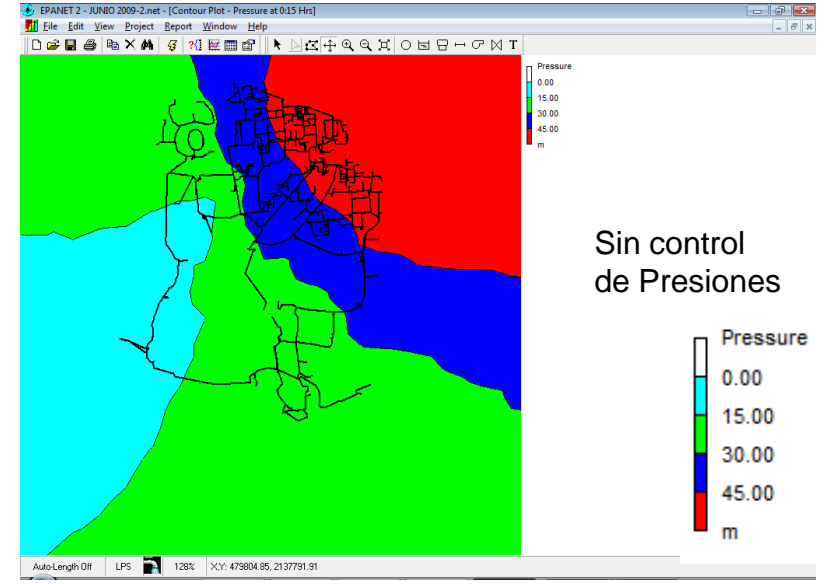 EPANET 2 - JUNIO 2009-2.net - [Contour Plot - Pressure at 0:15 Hrs]
File Edit View Project Report Window Help
T
Pressure
0.00
15.00
30.00
45.00
m
Sin control
de Presiones
Pressure
0.00
15.00
30.00
45.00
m
Auto-Length Off LPS 128% X,Y: 479804.85, 2137791.91